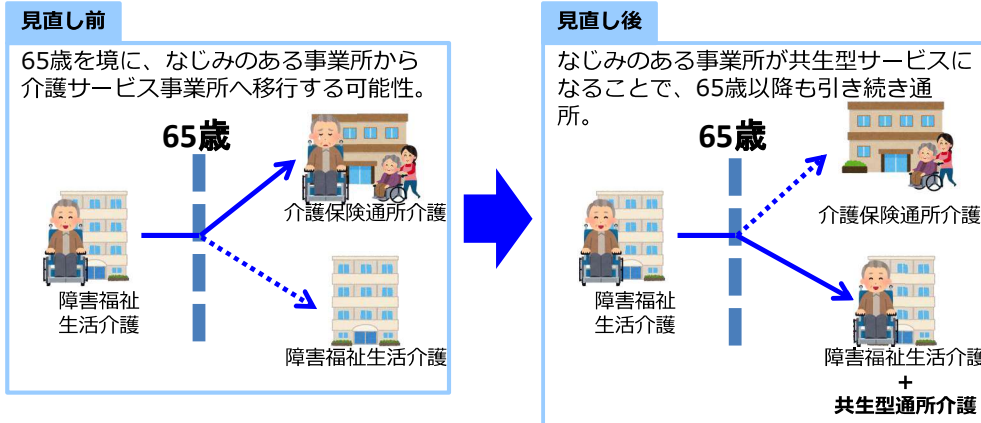 見直し前
65歳を境に、なじみのある事業所から
介護サービス事業所へ移行する可能性。
65歳
介護保険通所介護
障害福祉
生活介護
障害福祉生活介護
見直し後
なじみのある事業所が共生型サービスに
なることで、65歳以降も引き続き通
所。
65歳
介護保険通所介護
障害福祉
生活介護
障害福祉生活介護
+
共生型通所介護